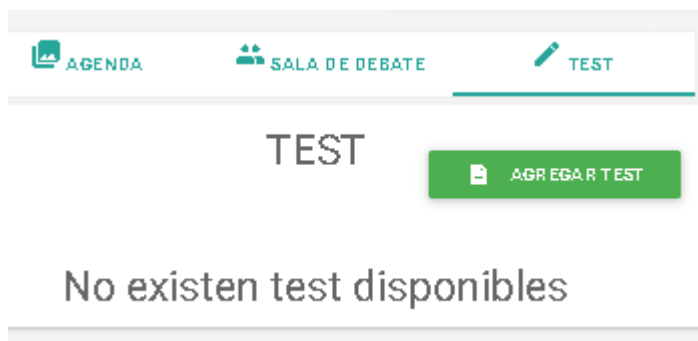 AGENDA
SALA DE DEBATE
TEST
TEST
AGREGAR TEST
No existen test disponibles